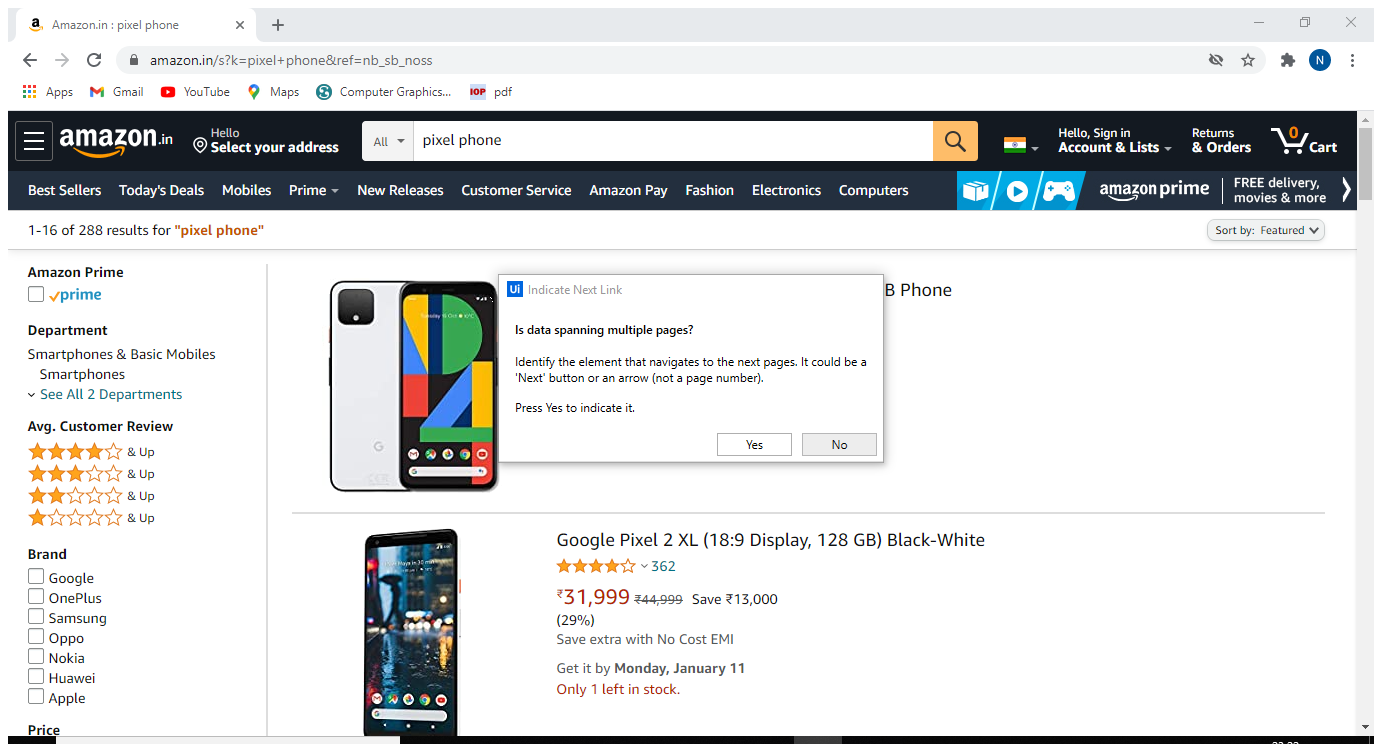 Amazon.in : pixel phone
amazon.in/s?k=pixel+phone&ref=nb_sb_noss
N
Apps Gmail YouTube Maps Computer Graphics... IOP pdf
amazon.in
Hello
Select your address
All
pixel phone
Hello, Sign in
Account & Lists
Returns
& Orders
0
Cart
Best Sellers Today's Deals Mobiles Prime New Releases Customer Service Amazon Pay Fashion Electronics Computers
amazon prime
FREE delivery,
movies & more
1-16 of 288 results for "pixel phone"
Sort by: Featured
Amazon Prime
prime
Department
Smartphones & Basic Mobiles
Smartphones
See All 2 Departments
Avg. Customer Review
& Up
& Up
& Up
& Up
Brand
Google
OnePlus
Samsung
Oppo
Nokia
Huawei
Apple
Price
B Phone
Ui Indicate Next Link
Is data spanning multiple pages?
Identify the element that navigates to the next pages. It could be a
'Next' button or an arrow (not a page number).
Press Yes to indicate it.
Yes No
G
Google Pixel 2 XL (18:9 Display, 128 GB) Black-White
362
₹31,999 ₹44,999 Save ₹13,000
(29%)
Save extra with No Cost EMI
Get it by Monday, January 11
Only 1 left in stock.